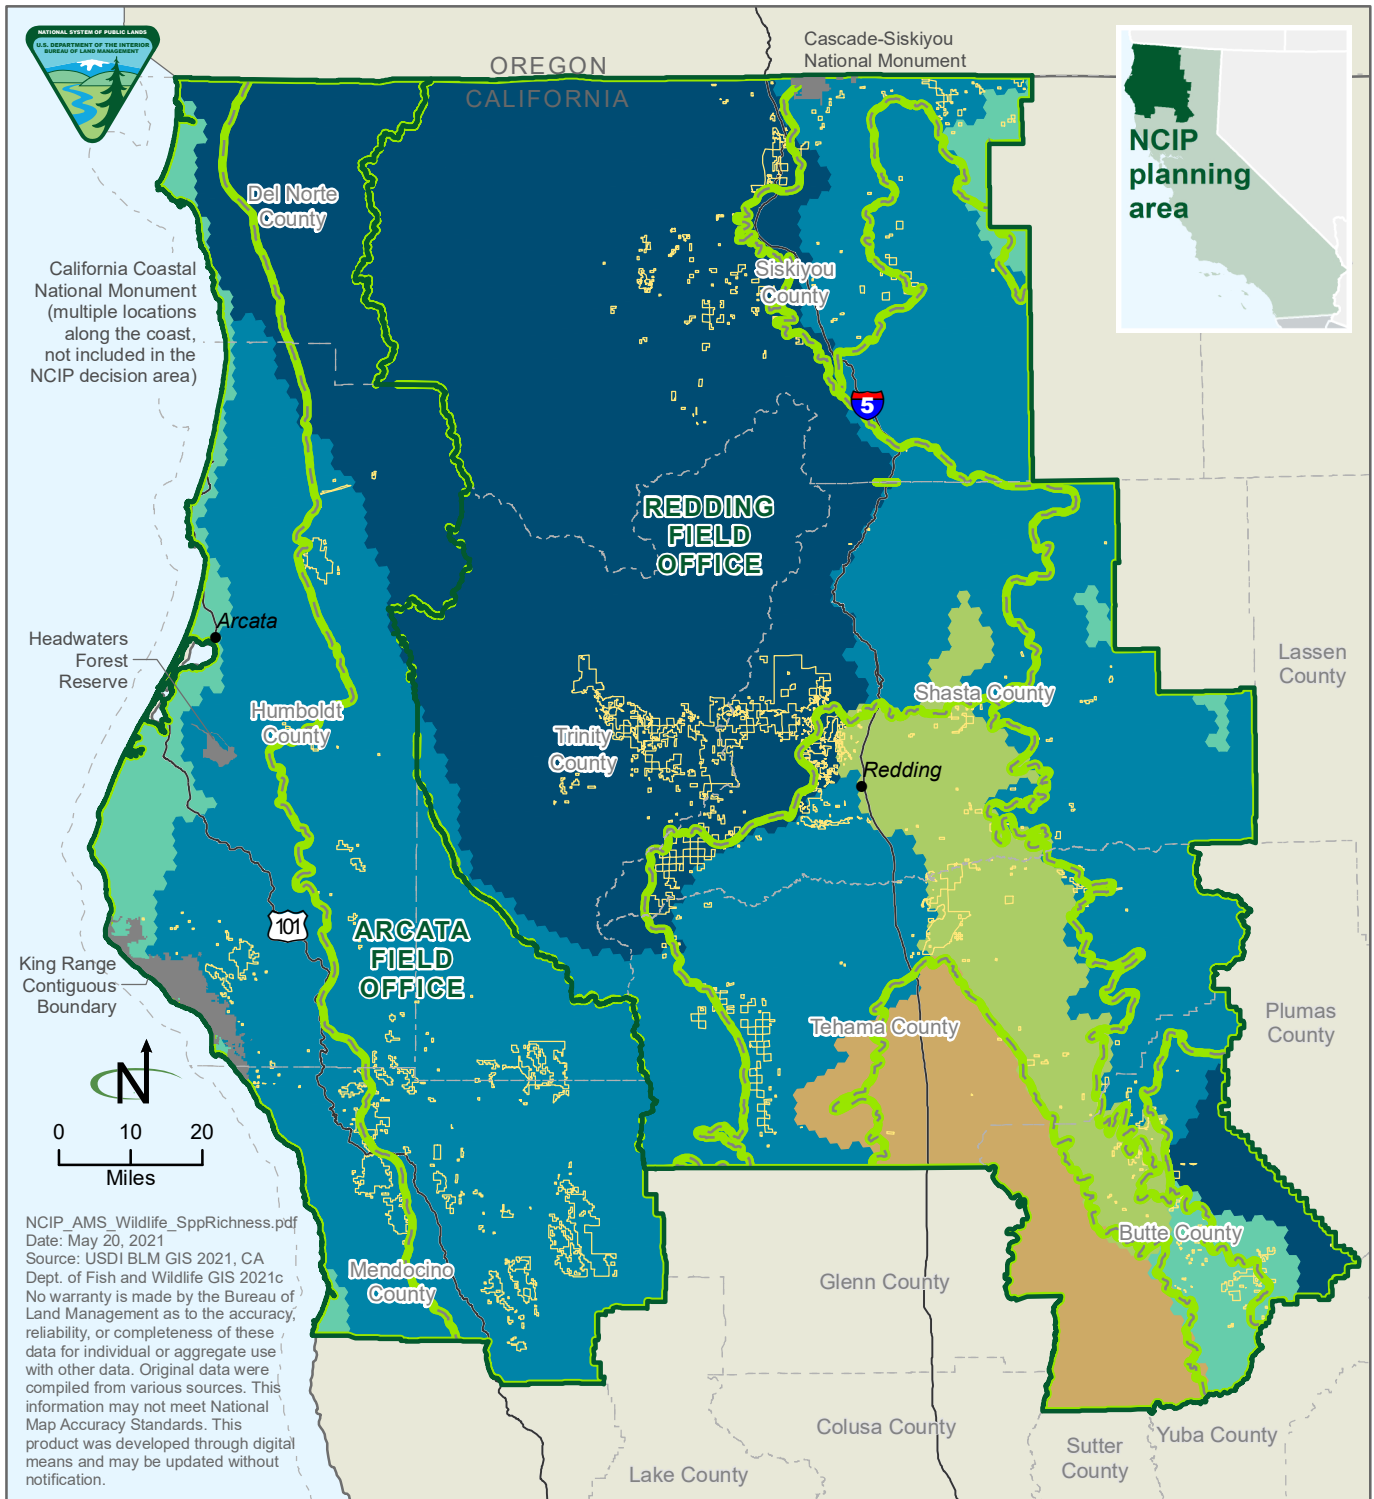 NATIONAL SYSTEM OF PUBLIC LANDS
U.S. DEPARTMENT OF THE INTERIOR
BUREAU OF LAND MANAGEMENT
OREGON
CALIFORNIA
Cascade-Siskiyou
National Monument
NCIP
planning
area
Del Norte
County
California Coastal
National Monument
(multiple locations
along the coast,
not included in the
NCIP decision area)
Siskiyou
County
5
REDDING
FIELD
OFFICE
Arcata
Headwaters
Forest
Reserve
Lassen
County
Shasta County
Humboldt
County
Trinity
County
Redding
101
ARCATA
FIELD
OFFICE
King Range
Contiguous
Boundary
Tehama County
Plumas
County
N
0 10 20
Miles
Butte County
NCIP_AMS_Wildlife_SppRichness.pdf
Date: May 20, 2021
Source: USDI BLM GIS 2021, CA
Dept. of Fish and Wildlife GIS 2021c
No warranty is made by the Bureau of
Land Management as to the accuracy,
reliability, or completeness of these
data for individual or aggregate use
with other data. Original data were
compiled from various sources. This
information may not meet National
Map Accuracy Standards. This
product was developed through digital
means and may be updated without
notification.
Mendocino
County
Glenn County
Colusa County
Lake County
Sutter
County
Yuba County